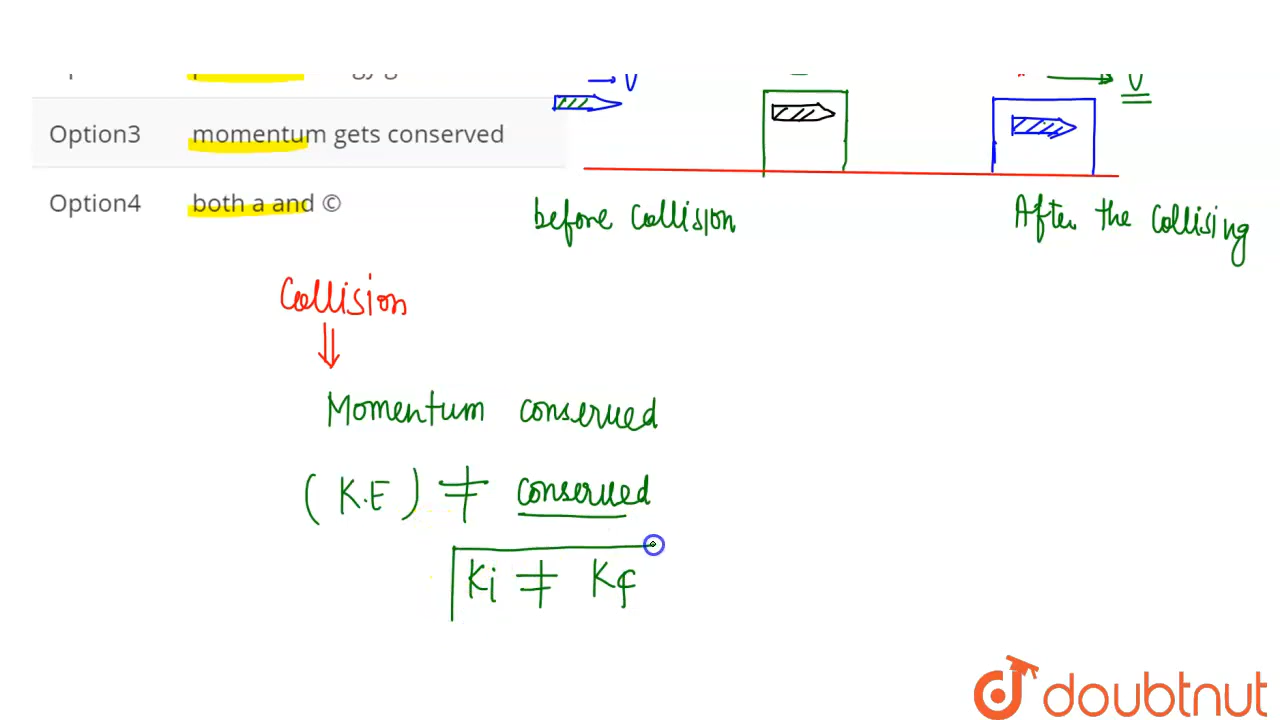 V
V
Option3 momentum gets conserved
Option4 both a and ©
before collision
After the collising
Collision
Momentum conserved
(K.E) ≠ conserved
Ki ≠ Kf
doubtnut